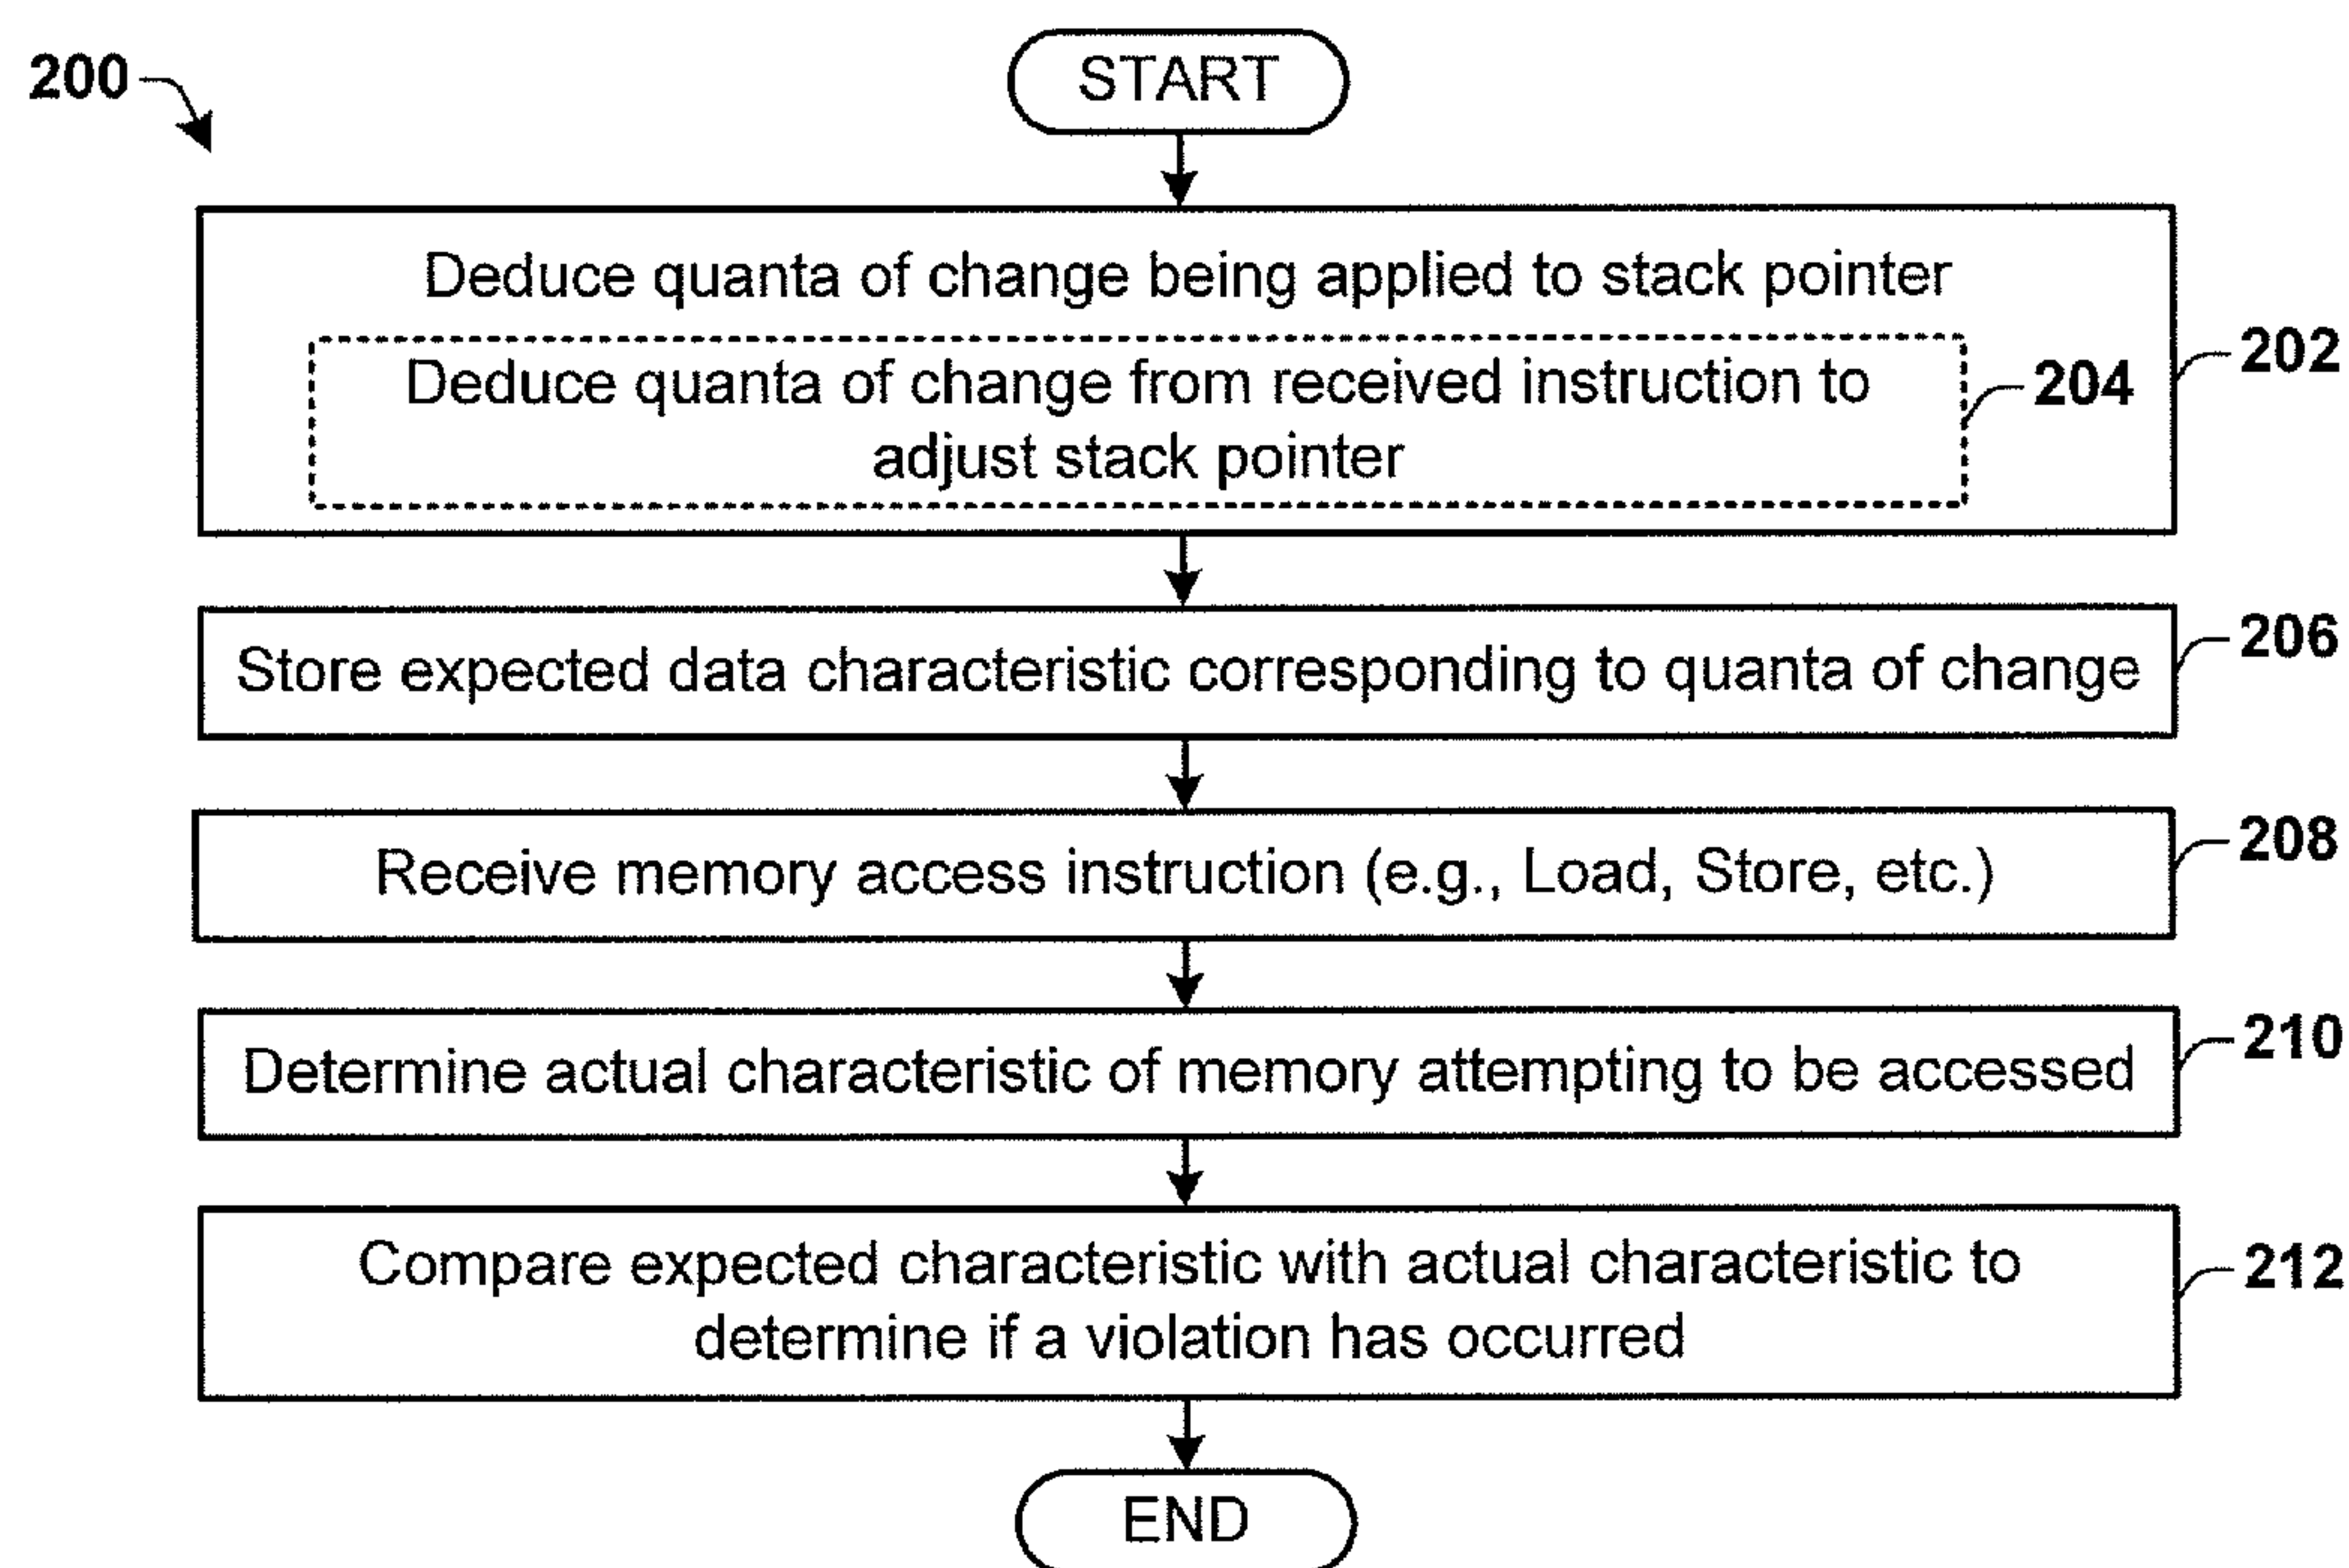 200
START
Deduce quanta of change being applied to stack pointer
202
Deduce quanta of change from received instruction to
adjust stack pointer
204
Store expected data characteristic corresponding to quanta of change
206
Receive memory access instruction (e.g., Load, Store, etc.)
208
Determine actual characteristic of memory attempting to be accessed
210
Compare expected characteristic with actual characteristic to
determine if a violation has occurred
212
END